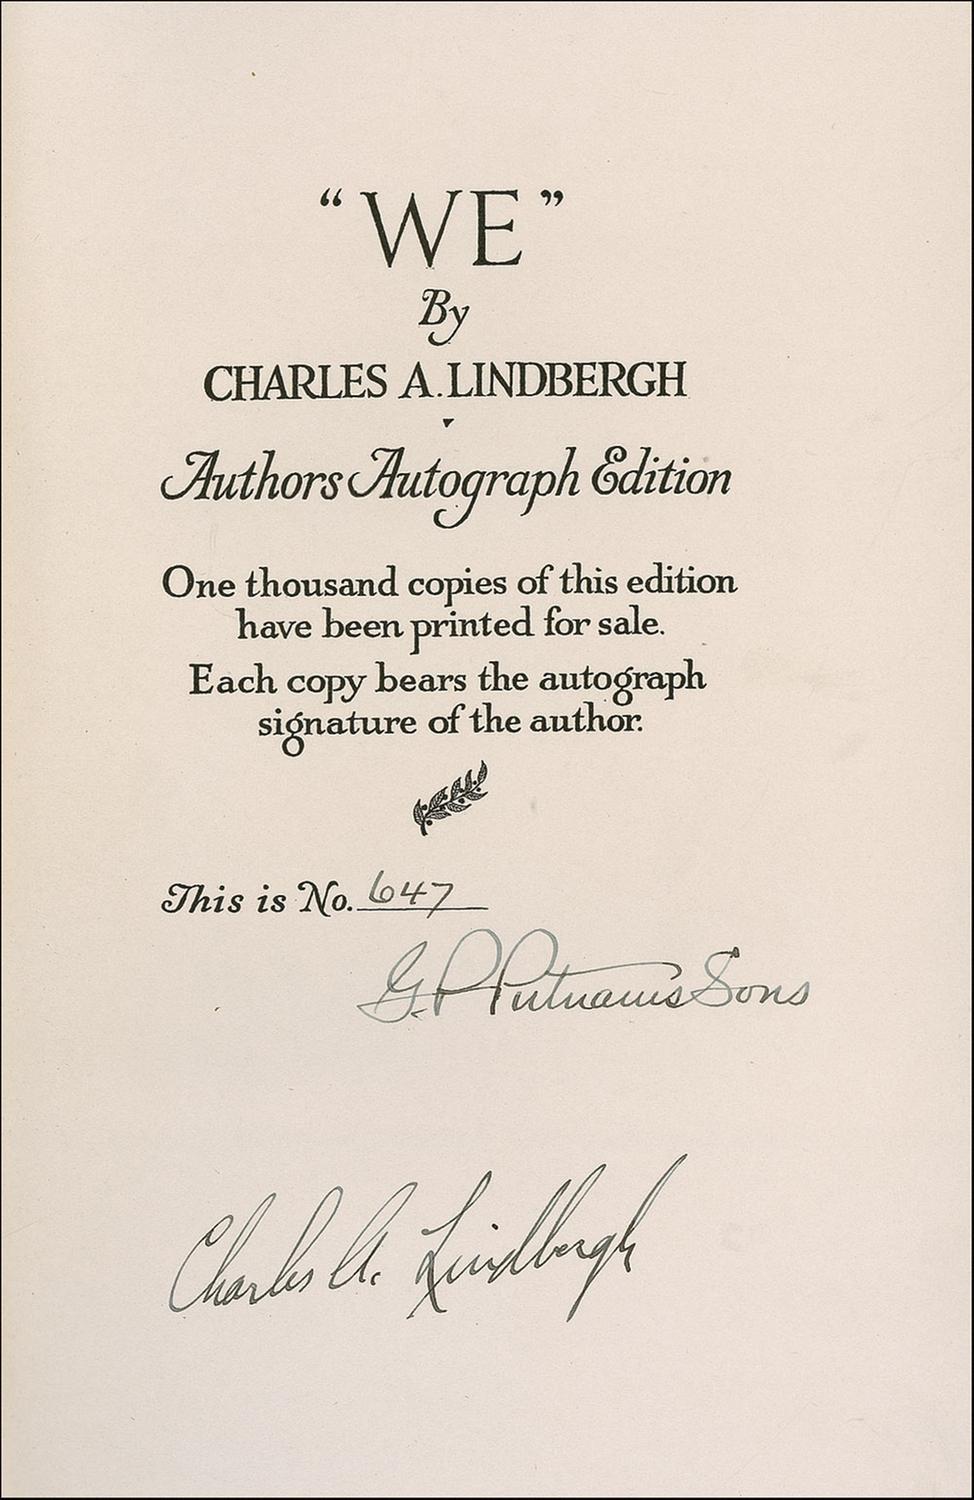 “WE”
By
CHARLES A. LINDBERGH
Authors Autograph Edition
One thousand copies of this edition
have been printed for sale.
Each copy bears the autograph
signature of the author.
This is No. 647
G. P. Putnams Sons
Charles A. Lindbergh